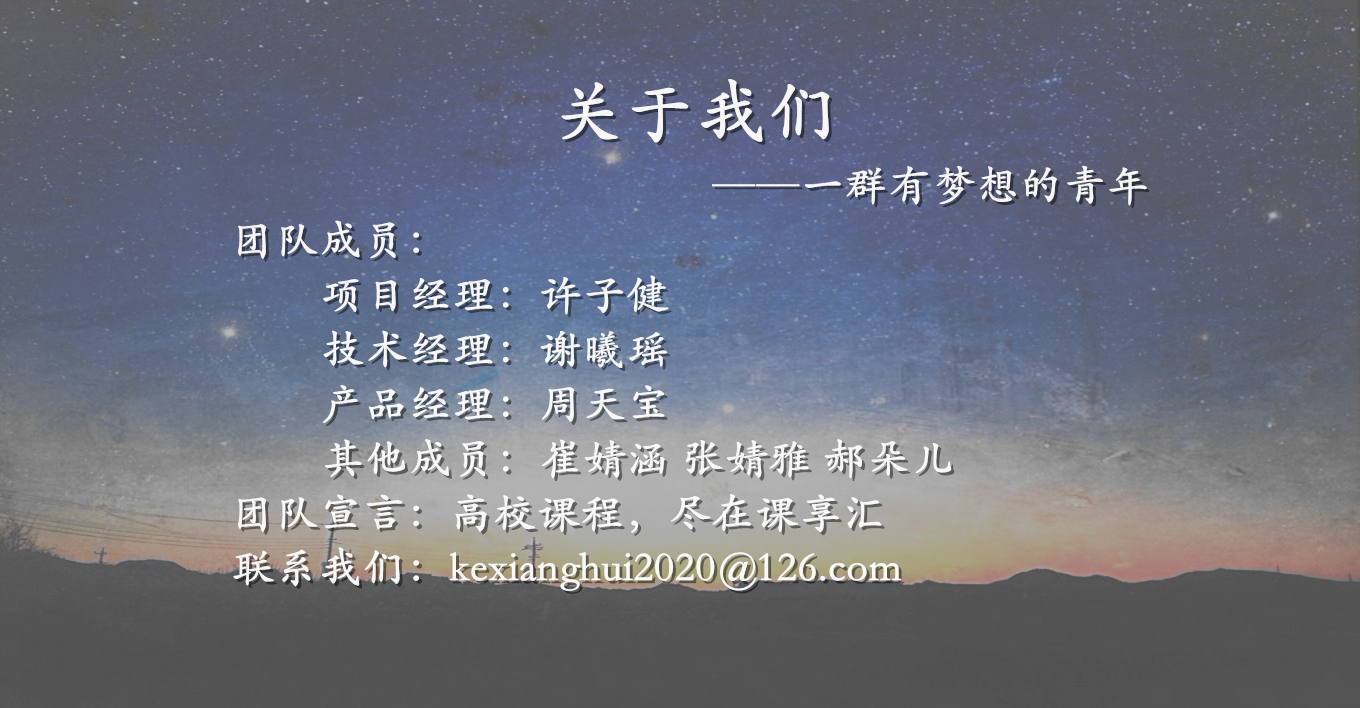 关于我们
——一群有梦想的青年
团队成员：
项目经理：许子健
技术经理：谢曦瑶
产品经理：周天宝
其他成员：崔婧涵 张婧雅 郝朵儿
团队宣言：高校课程，尽在课享汇
联系我们：kexianghui2020@126.com